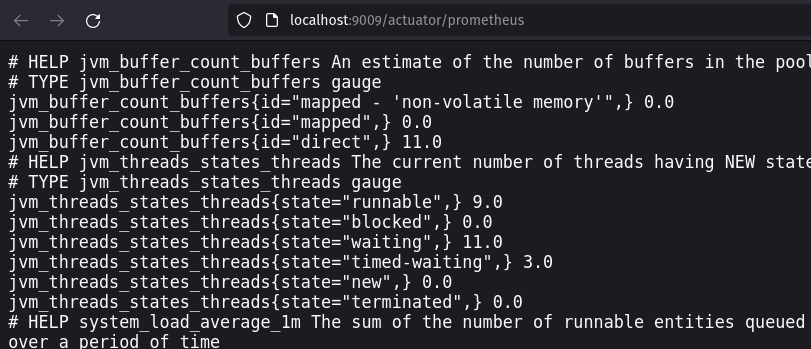 localhost:9009/actuator/prometheus
# HELP jvm_buffer_count_buffers An estimate of the number of buffers in the pool
# TYPE jvm_buffer_count_buffers gauge
jvm_buffer_count_buffers{id="mapped - 'non-volatile memory'",} 0.0
jvm_buffer_count_buffers{id="mapped",} 0.0
jvm_buffer_count_buffers{id="direct",} 11.0
# HELP jvm_threads_states_threads The current number of threads having NEW state
# TYPE jvm_threads_states_threads gauge
jvm_threads_states_threads{state="runnable",} 9.0
jvm_threads_states_threads{state="blocked",} 0.0
jvm_threads_states_threads{state="waiting",} 11.0
jvm_threads_states_threads{state="timed-waiting",} 3.0
jvm_threads_states_threads{state="new",} 0.0
jvm_threads_states_threads{state="terminated",} 0.0
# HELP system_load_average_1m The sum of the number of runnable entities queued
over a period of time